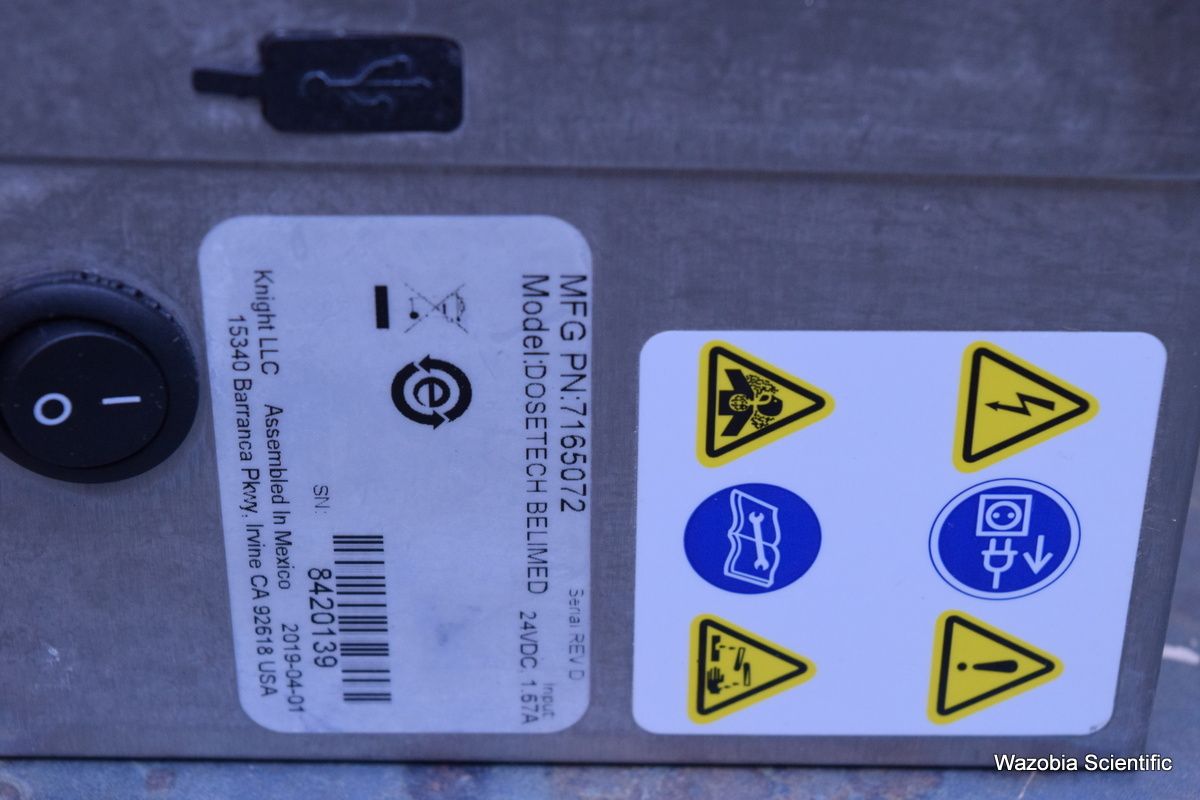 MFG PN:7165072 Serial REV D
Model:DOSETECH BELIMED 24VDC 1.67A
Input:
SN: 8420139
Knight LLC Assembled In Mexico 2019-04-01
15340 Barranca Pkwy, Irvine CA 92618 USA
O I
Wazobia Scientific